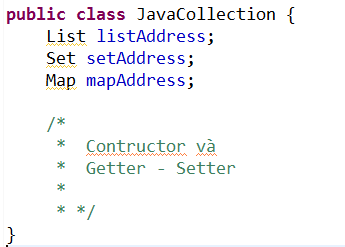 public class JavaCollection {
List listAddress;
Set setAddress;
Map mapAddress;
/*
* Contructor và
* Getter - Setter
*
* */
}